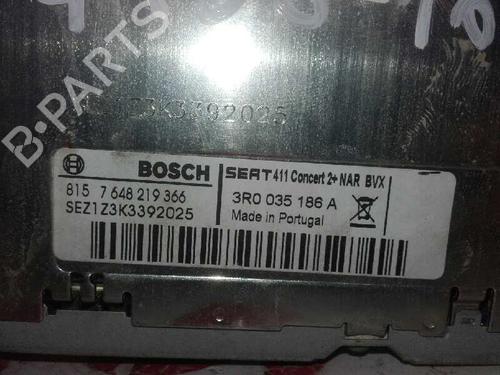 B-PARTS
SEZ1Z3K3392025
BOSCH
SEAT 411 Concert 2+ NAR BVX
815 7 648 219 366
SEZ1Z3K3392025
3R0 035 186 A
Made in Portugal